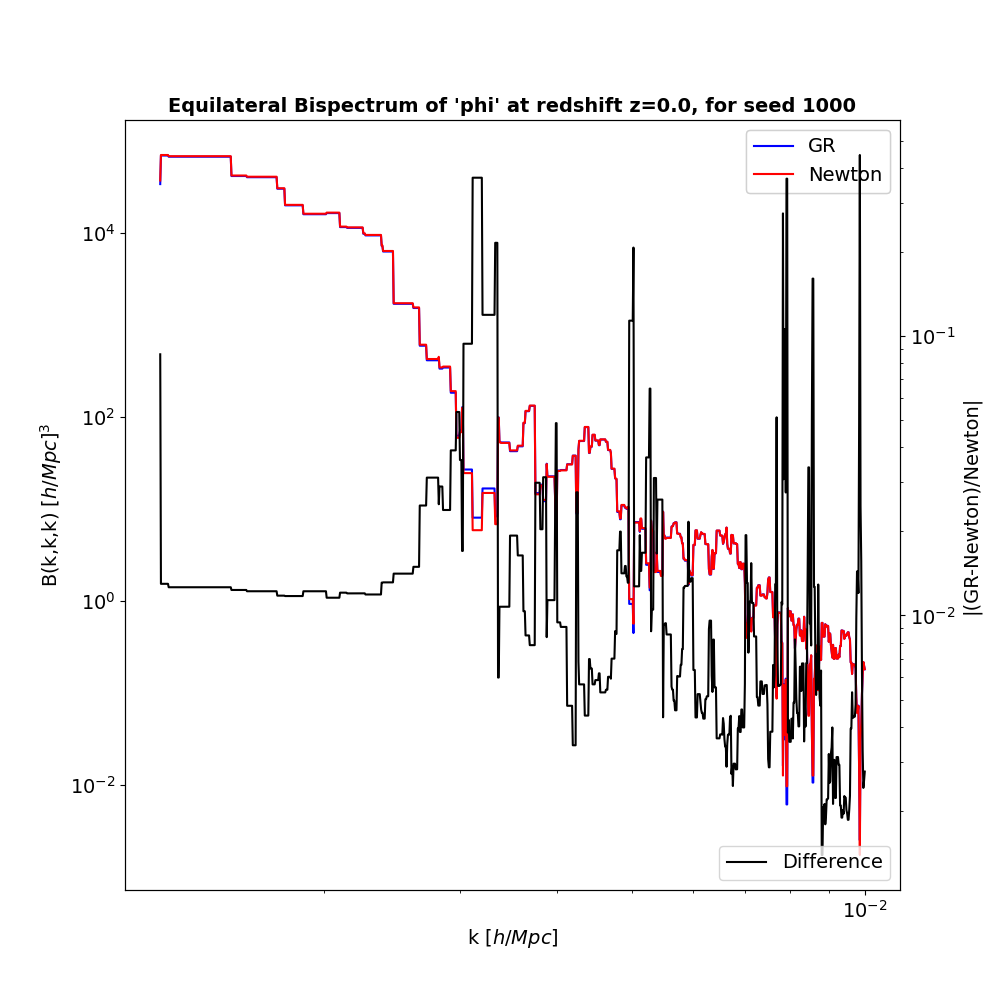 Equilateral Bispectrum of 'phi' at redshift z=0.0, for seed 1000
GR
Newton
10^4
10^2
10^0
10^-2
B(k,k,k) [h/Mpc]^3
10^-1
10^-2
|(GR-Newton)/Newton|
Difference
10^-2
k [h/Mpc]